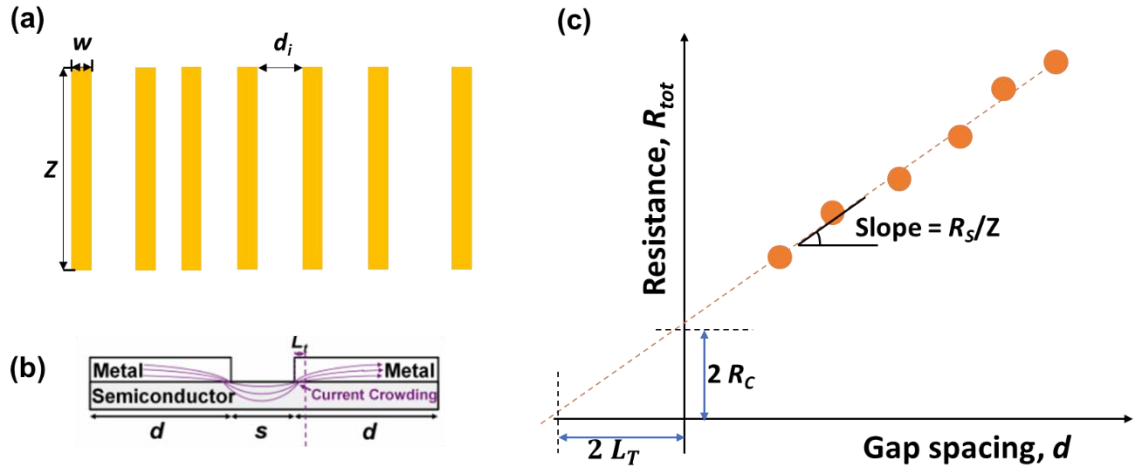 (a)
w
d_i
Z
(b)
L_t
Metal
Metal
Semiconductor
Current Crowding
d
s
d
(c)
Resistance, R_tot
Slope = R_S/Z
2 R_C
2 L_T
Gap spacing, d